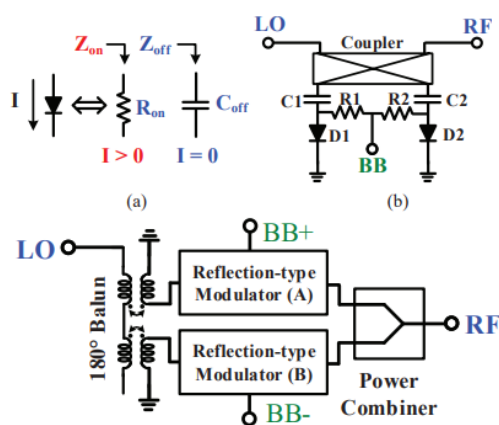 Zon
Zoff
I
Ron
Coff
I > 0
I = 0
(a)
LO
RF
Coupler
C1
R1
R2
C2
D1
D2
BB
(b)
LO
180° Balun
BB+
Reflection-type
Modulator (A)
Reflection-type
Modulator (B)
BB-
RF
Power
Combiner